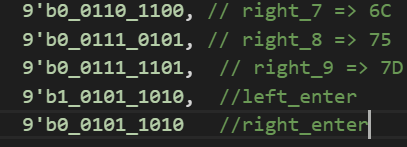 9'b0_0110_1100, // right_7 => 6C
9'b0_0111_0101, // right_8 => 75
9'b0_0111_1101,  // right_9 => 7D
9'b1_0101_1010,  //left_enter
9'b0_0101_1010   //right_enter